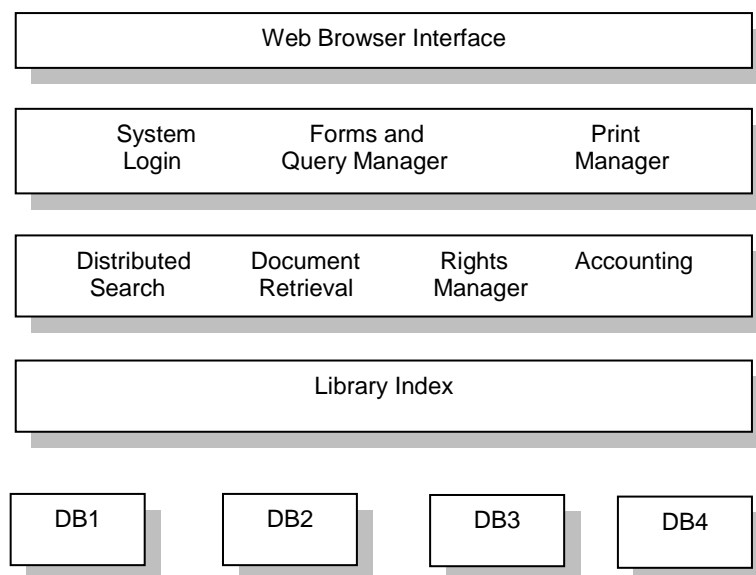 Web Browser Interface
System
Login
Forms and
Query Manager
Print
Manager
Distributed
Search
Document
Retrieval
Rights
Manager
Accounting
Library Index
DB1
DB2
DB3
DB4